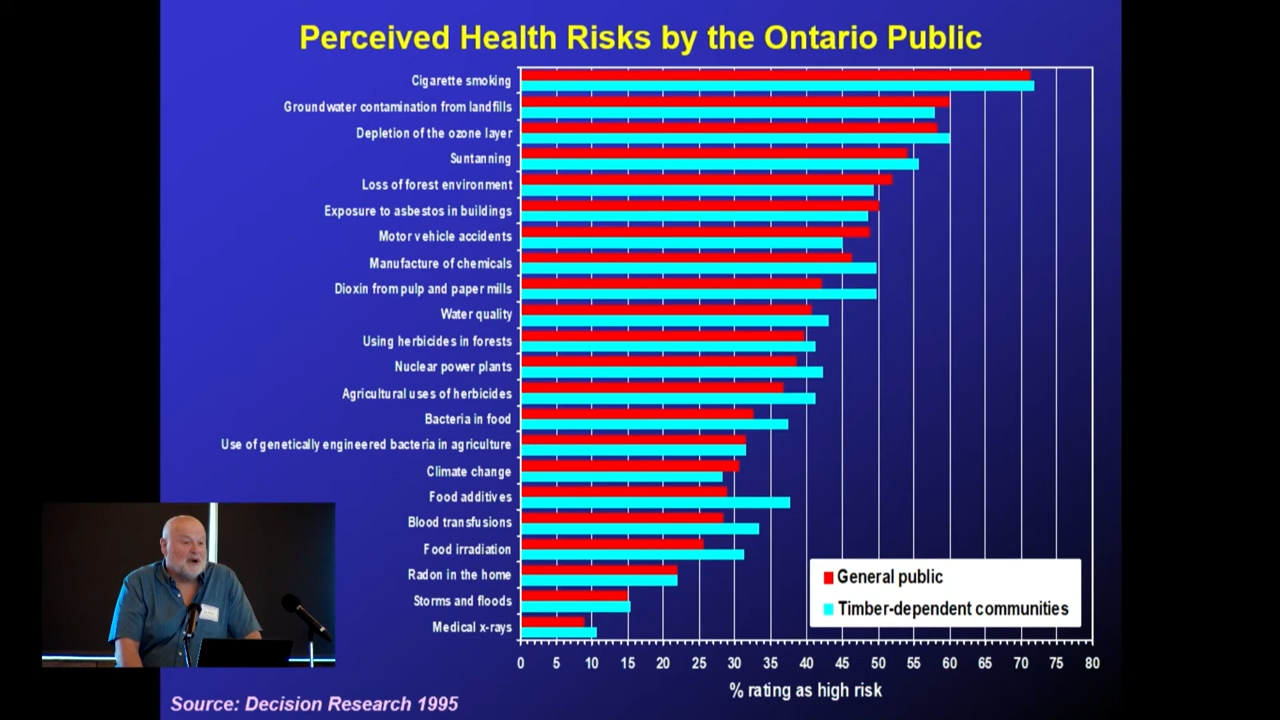 Perceived Health Risks by the Ontario Public
Cigarette smoking
Groundwater contamination from landfills
Depletion of the ozone layer
Suntanning
Loss of forest environment
Exposure to asbestos in buildings
Motor vehicle accidents
Manufacture of chemicals
Dioxin from pulp and paper mills
Water quality
Using herbicides in forests
Nuclear power plants
Agricultural uses of herbicides
Bacteria in food
Use of genetically engineered bacteria in agriculture
Climate change
Food additives
Blood transfusions
Food irradiation
Radon in the home
Storms and floods
Medical x-rays
General public
Timber-dependent communities
0 5 10 15 20 25 30 35 40 45 50 55 60 65 70 75 80
% rating as high risk
Source: Decision Research 1995